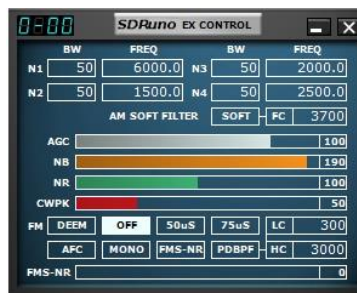 0-00 SDRuno EX CONTROL
BW FREQ BW FREQ
N1 50 6000.0 N3 50 2000.0
N2 50 1500.0 N4 50 2500.0
AM SOFT FILTER SOFT FC 3700
AGC 100
NB 190
NR 100
CWPK 50
FM DEEM OFF 50uS 75uS LC 300
AFC MONO FMS-NR PDBPF HC 3000
FMS-NR 0